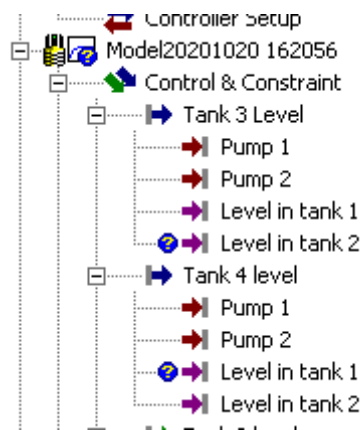 Controller Setup
Model20201020 162056
Control & Constraint
Tank 3 Level
Pump 1
Pump 2
Level in tank 1
Level in tank 2
Tank 4 level
Pump 1
Pump 2
Level in tank 1
Level in tank 2